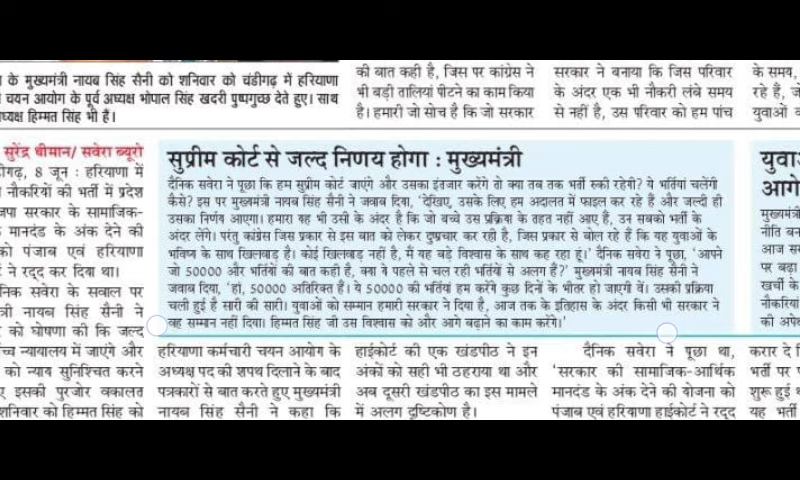 के मुख्यमंत्री नायब सिंह सैनी को शनिवार को चंडीगढ़ में हरियाणा
चयन आयोग के पूर्व अध्यक्ष भोपाल सिंह खदरी पुष्पगुच्छ देते हुए। साथ
हिम्मत सिंह भी हैं।
सुरेंद्र धीमान/ सवेरा ब्यूरो
8 जून : हरियाणा में
नौकरियों की भर्ती में प्रदेश
सरकार के सामाजिक-
मानदंड के अंक देने की
को पंजाब एवं हरियाणा
ने रद्द कर दिया था।
सवेरा के सवाल पर
नायब सिंह सैनी ने
को घोषणा की कि जल्द
न्यायालय में जाएंगे और
को न्याय सुनिश्चित करने
इसकी पुरजोर वकालत
शनिवार को हिम्मत सिंह को
की बात कही है, जिस पर कांग्रेस ने
भी बड़ी तालियां पीटने का काम किया
है। हमारी जो सोच है कि जो सरकार
सरकार ने बनाया कि जिस परिवार
के अंदर एक भी नौकरी लंबे समय
से नहीं है, उस परिवार को हम पांच
के समय,
रहे हैं, जो
युवाओं
सुप्रीम कोर्ट से जल्द निणय होगा : मुख्यमंत्री
दैनिक सवेरा ने पूछा कि हम सुप्रीम कोर्ट जाएंगे और उसका इंतजार करेंगे तो क्या तब तक भर्ती रुकी रहेगी? ये भर्तियां चलेंगी
कैसे? इस पर मुख्यमंत्री नायब सिंह सैनी ने जवाब दिया, 'देखिए, उसके लिए हम अदालत में फाइल कर रहे हैं और जल्दी ही
उसका निर्णय आएगा। हमारा यह भी उसी के अंदर है कि जो बच्चे उस प्रक्रिया के तहत नहीं आए हैं, उन सबको भर्ती के
अंदर लेंगे। परंतु कांग्रेस जिस प्रकार से इस बात को लेकर दुष्प्रचार कर रही है, जिस प्रकार से बोल रहे हैं कि यह युवाओं के
भविष्य के साथ खिलवाड़ है। कोई खिलवाड़ नहीं है, मैं यह बड़े विश्वास के साथ कह रहा हूं।' दैनिक सवेरा ने पूछा, 'आपने
जो 50000 और भर्तियों की बात कही है, क्या ये पहले से चल रही भर्तियों से अलग हैं?' मुख्यमंत्री नायब सिंह सैनी ने
जवाब दिया, 'हां, 50000 अतिरिक्त हैं। ये 50000 की भर्तियां हम करेंगे कुछ दिनों के भीतर हो जाएगी वें। उसकी प्रक्रिया
चली हुई है सारी की सारी। युवाओं को सम्मान हमारी सरकार ने दिया है, आज तक के इतिहास के अंदर किसी भी सरकार ने
वह सम्मान नहीं दिया। हिम्मत सिंह जी उस विश्वास को और आगे बढ़ाने का काम करेंगे।'
हरियाणा कर्मचारी चयन आयोग के
अध्यक्ष पद की शपथ दिलाने के बाद
पत्रकारों से बात करते हुए मुख्यमंत्री
नायब सिंह सैनी ने कहा कि
हाईकोर्ट की एक खंडपीठ ने इन
अंकों को सही भी ठहराया था और
अब दूसरी खंडपीठ का इस मामले
में अलग दृष्टिकोण है।
दैनिक सवेरा ने पूछा था,
'सरकार की सामाजिक-आर्थिक
मानदंड के अंक देने की योजना को
पंजाब एवं हरियाणा हाईकोर्ट ने रद्द
आगे
मुख्यमंत्री
नीति
आज
पर बढ़ा
खर्ची के
नौकरियां
की
करार दे
भर्ती पर
शुरू हुई
यह भर्ती